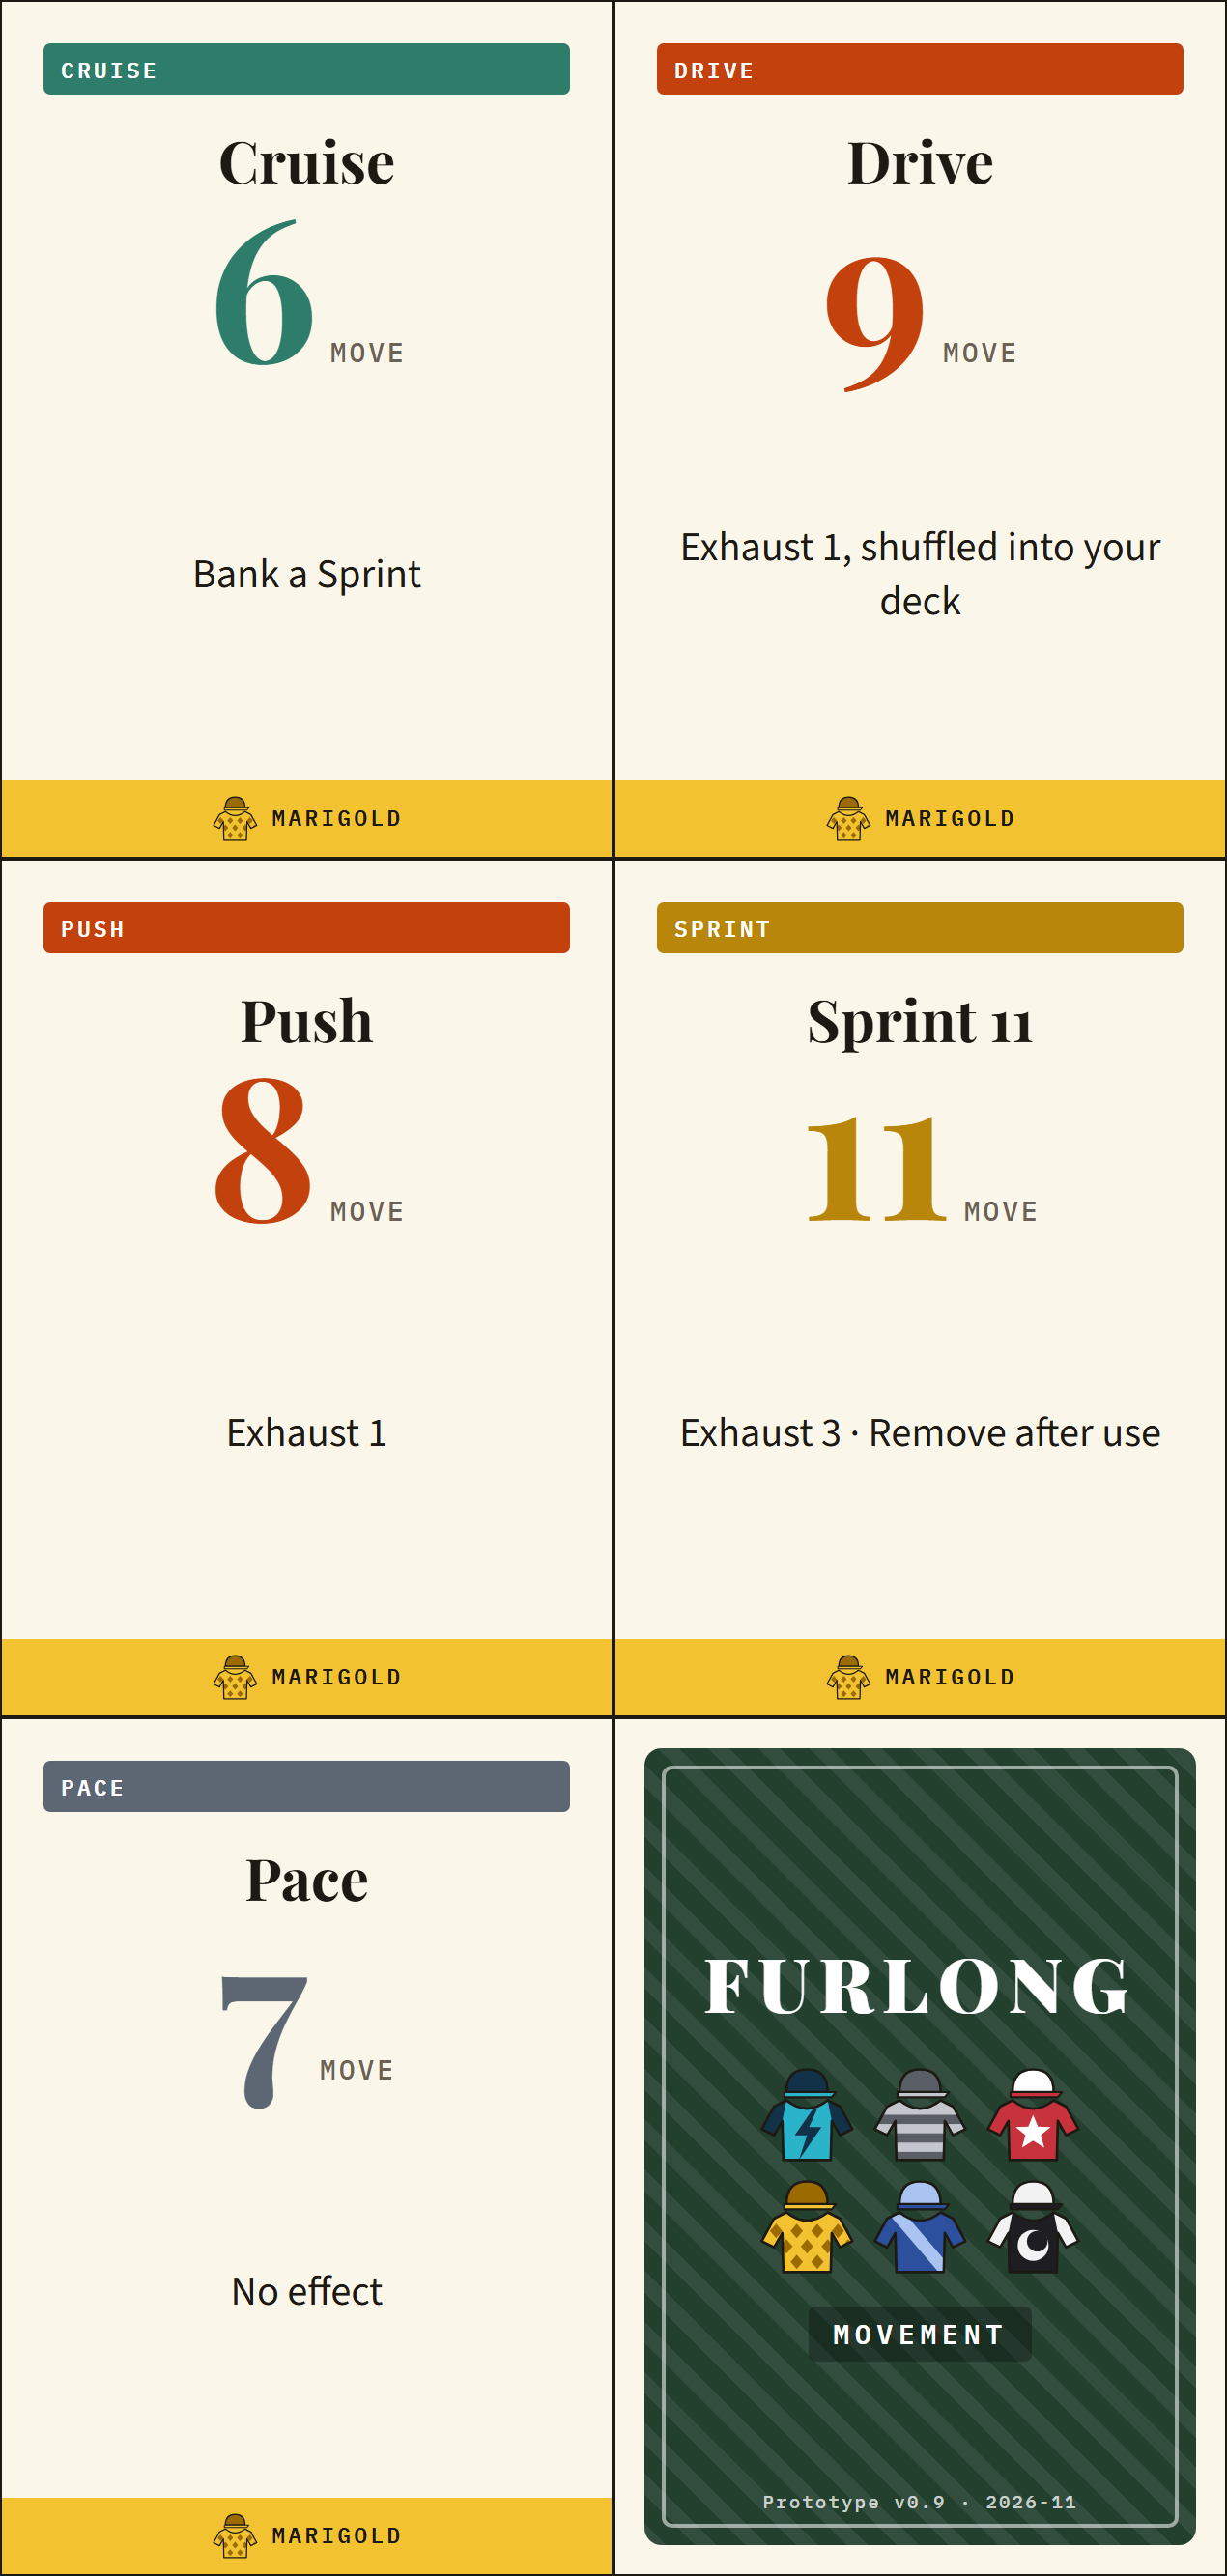 CRUISE
Cruise
6 MOVE
Bank a Sprint
MARIGOLD
DRIVE
Drive
9 MOVE
Exhaust 1, shuffled into your
deck
MARIGOLD
PUSH
Push
8 MOVE
Exhaust 1
MARIGOLD
SPRINT
Sprint 11
11 MOVE
Exhaust 3 · Remove after use
MARIGOLD
PACE
Pace
7 MOVE
No effect
MARIGOLD
FURLONG
MOVEMENT
Prototype v0.9 · 2026-11